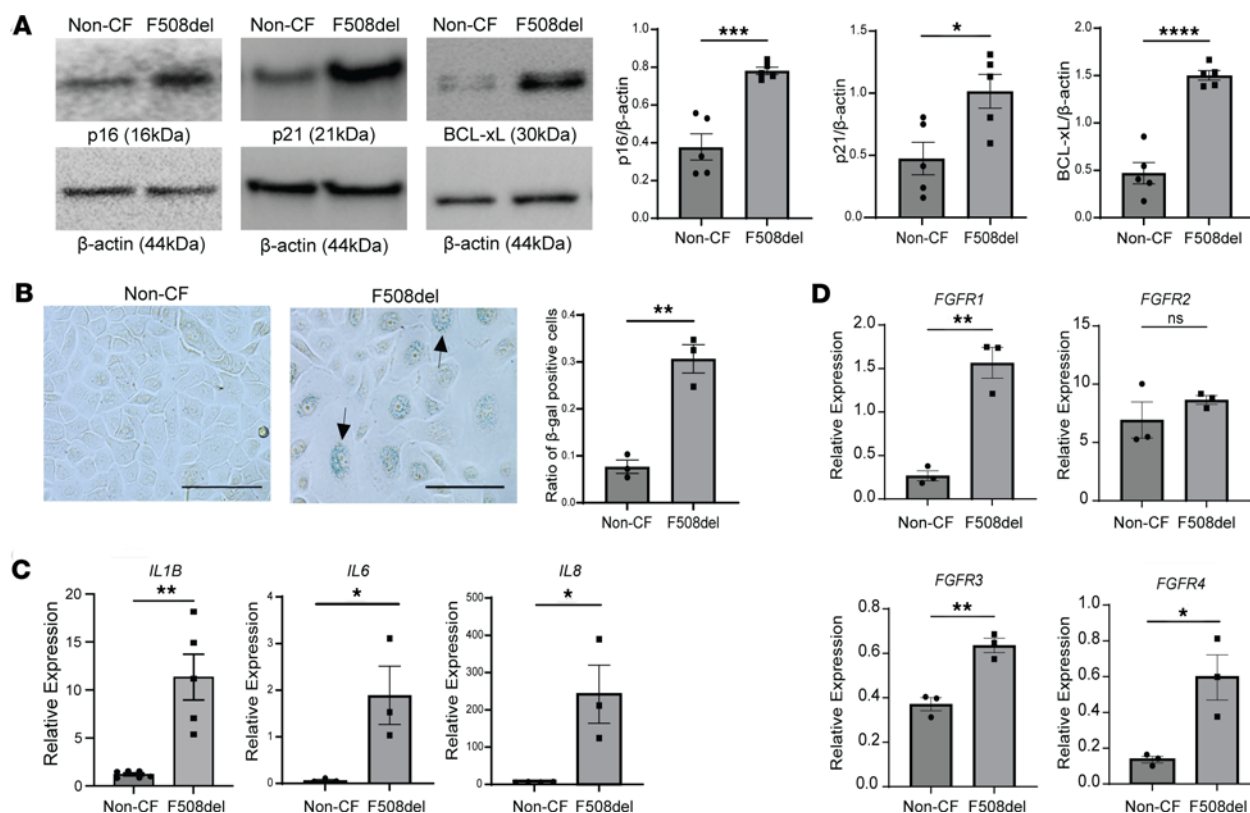 A
Non-CF F508del
Non-CF F508del
Non-CF F508del
p16 (16kDa)
p21 (21kDa)
BCL-xL (30kDa)
β-actin (44kDa)
β-actin (44kDa)
β-actin (44kDa)
p16/β-actin
1.0
0.8
0.6
0.4
0.2
0.0
***
Non-CF F508del
p21/β-actin
1.5
1.0
0.5
0.0
*
Non-CF F508del
BCL-xL/β-actin
2.0
1.5
1.0
0.5
0.0
****
Non-CF F508del
B
Non-CF
F508del
Ratio of β-gal positive cells
0.4
0.3
0.2
0.1
0.0
**
Non-CF F508del
C
IL1B
Relative Expression
20
15
10
5
0
**
Non-CF F508del
IL6
Relative Expression
4
3
2
1
0
*
Non-CF F508del
IL8
Relative Expression
500
400
300
200
100
0
*
Non-CF F508del
D
FGFR1
Relative Expression
2.0
1.5
1.0
0.5
0.0
**
Non-CF F508del
FGFR2
Relative Expression
15
10
5
0
ns
Non-CF F508del
FGFR3
Relative Expression
0.8
0.6
0.4
0.2
0.0
**
Non-CF F508del
FGFR4
Relative Expression
1.0
0.8
0.6
0.4
0.2
0.0
*
Non-CF F508del